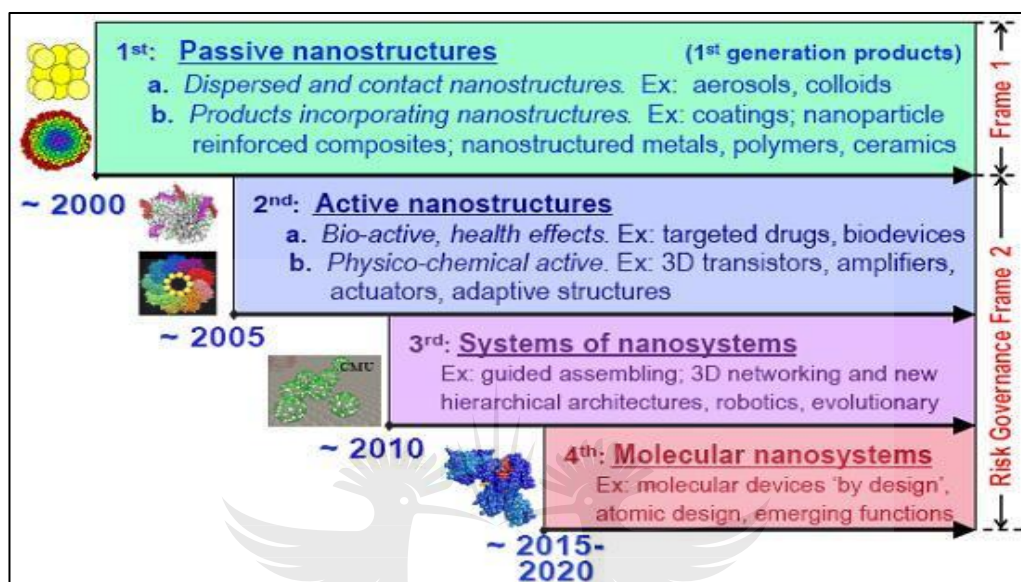 1st: Passive nanostructures (1st generation products)
a. Dispersed and contact nanostructures. Ex: aerosols, colloids
b. Products incorporating nanostructures. Ex: coatings; nanoparticle
reinforced composites; nanostructured metals, polymers, ceramics
~ 2000
2nd: Active nanostructures
a. Bio-active, health effects. Ex: targeted drugs, biodevices
b. Physico-chemical active. Ex: 3D transistors, amplifiers,
actuators, adaptive structures
~ 2005
CMU
3rd: Systems of nanosystems
Ex: guided assembling; 3D networking and new
hierarchical architectures, robotics, evolutionary
~ 2010
4th: Molecular nanosystems
Ex: molecular devices ‘by design’,
atomic design, emerging functions
~ 2015-
2020
Frame 1
Risk Governance Frame 2